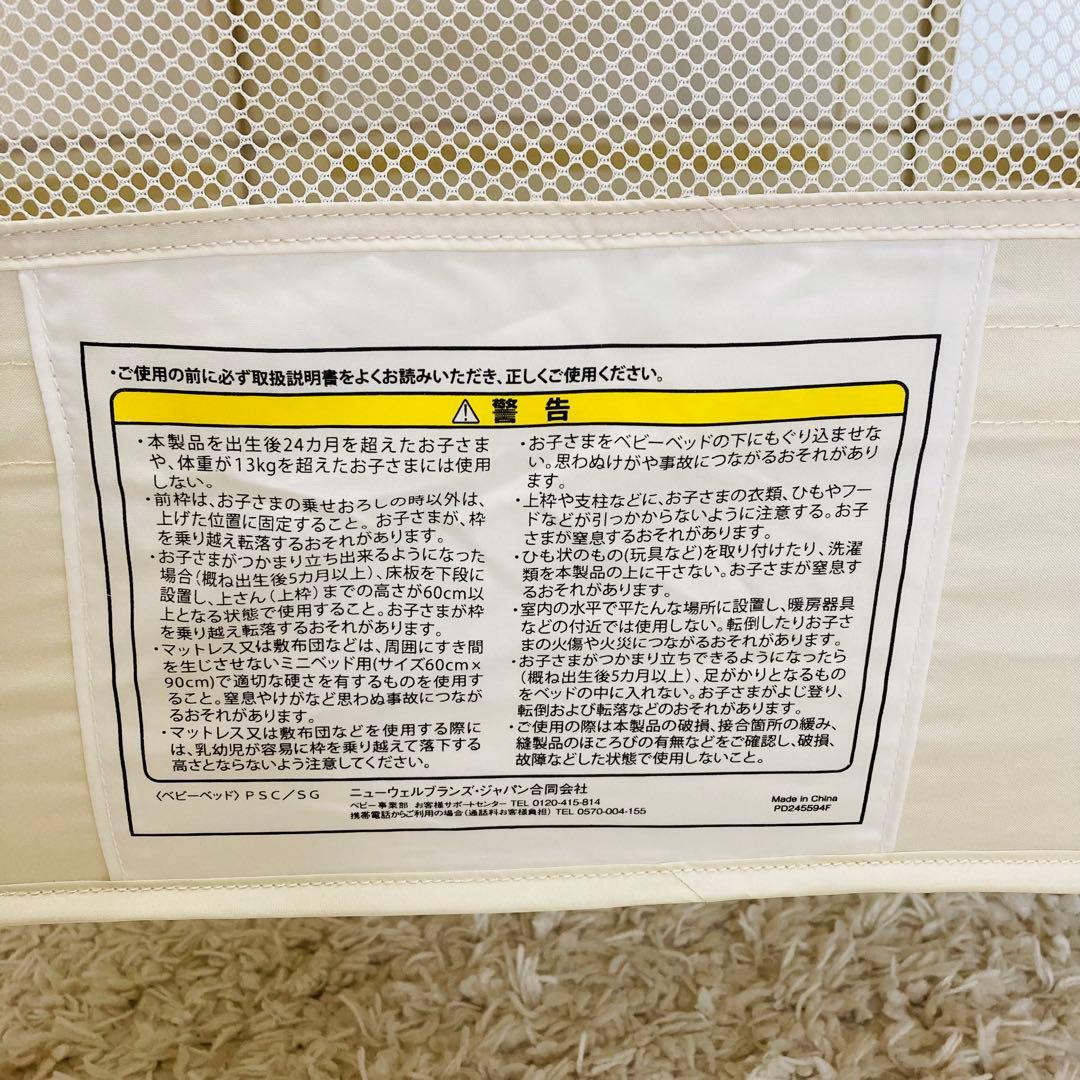 ・ご使用の前に必ず取扱説明書をよくお読みいただき、正しくご使用ください。
⚠ 警告
・本製品を出生後24カ月を超えたお子さま
や、体重が13kgを超えたお子さまには使用
しない。
・前枠は、お子さまの乗せおろしの時以外は、
上げた位置に固定すること。お子さまが、枠
を乗り越え転落するおそれがあります。
・お子さまがつかまり立ち出来るようになった
場合(概ね出生後5カ月以上)、床板を下段に
設置し、上さん(上枠)までの高さが60cm以
上となる状態で使用すること。お子さまが枠
を乗り越え転落するおそれがあります。
・マットレス又は敷布団などは、周囲にすき間
を生じさせないミニベッド用(サイズ60cm×
90cm)で適切な硬さを有するものを使用す
ること。窒息やけがなど思わぬ事故につなが
るおそれがあります。
・マットレス又は敷布団などを使用する際に
は、乳幼児が容易に枠を乗り越えて落下する
高さとならないよう注意してください。
・お子さまをベビーベッドの下にもぐり込ませな
い。思わぬけがや事故につながるおそれがあり
ます。
・上枠や支柱などに、お子さまの衣類、ひもやフー
ドなどが引っかからないように注意する。お子
さまが窒息するおそれがあります。
・ひも状のもの(玩具など)を取り付けたり、洗濯
類を本製品の上に干さない。お子さまが窒息す
るおそれがあります。
・室内の水平で平たんな場所に設置し、暖房器具
などの付近では使用しない。転倒したりお子さ
まの火傷や火災につながるおそれがあります。
・お子さまがつかまり立ちできるようになったら
(概ね出生後5カ月以上)、足がかりとなるもの
をベッドの中に入れない。お子さまがよじ登り、
転倒および転落などのおそれがあります。
・ご使用の際は本製品の破損、接合箇所の緩み、
縫製品のほころびの有無などをご確認し、破損、
故障などした状態で使用しないこと。
〈ベビーベッド〉PSC/SG
ニューウェルブランズ・ジャパン合同会社
ベビー事業部 お客様サポートセンター TEL 0120-415-814
携帯電話からご利用の場合(通話料お客様負担) TEL 0570-004-155
Made in China
PD245594F